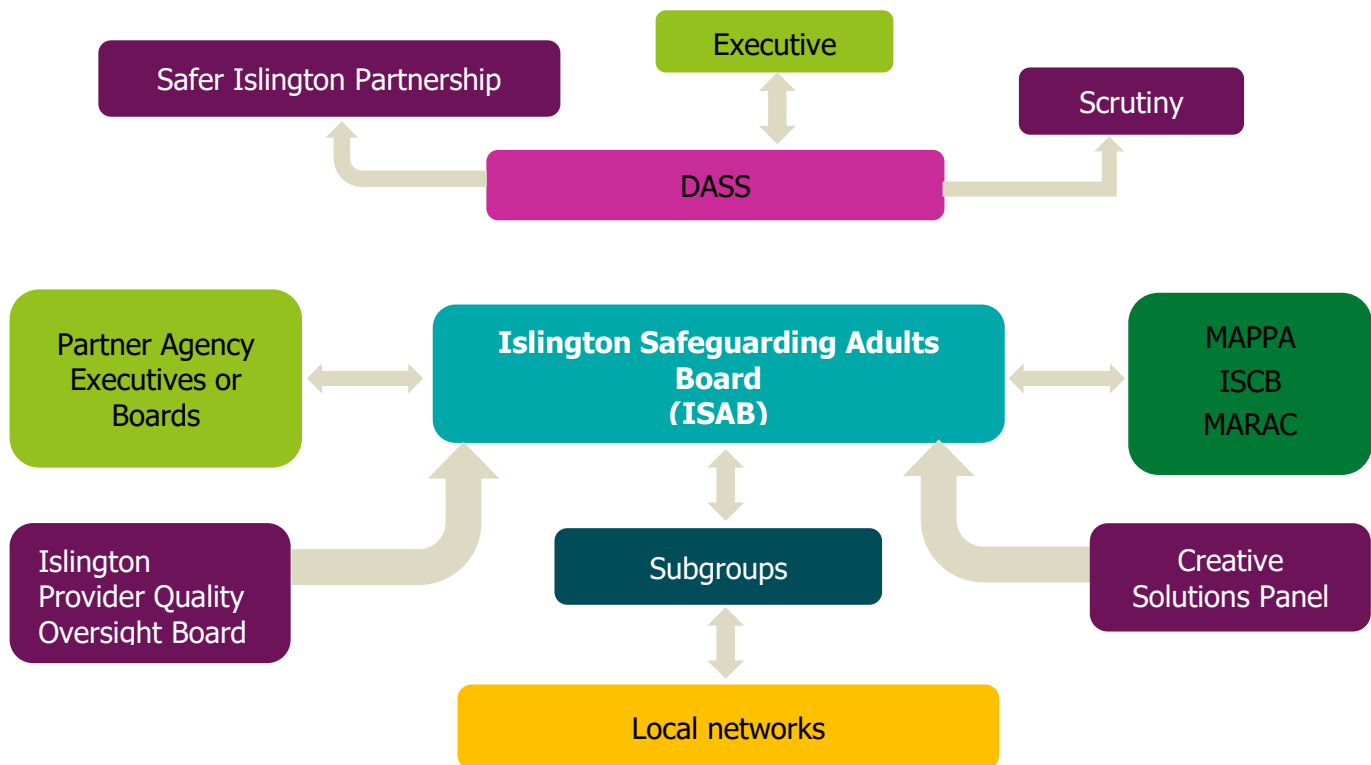 Executive
Safer Islington Partnership
Scrutiny
DASS
Partner Agency
Executives or
Boards
Islington Safeguarding Adults
Board
(ISAB)
MAPPA
ISCB
MARAC
Islington
Provider Quality
Oversight Board
Subgroups
Creative
Solutions Panel
Local networks